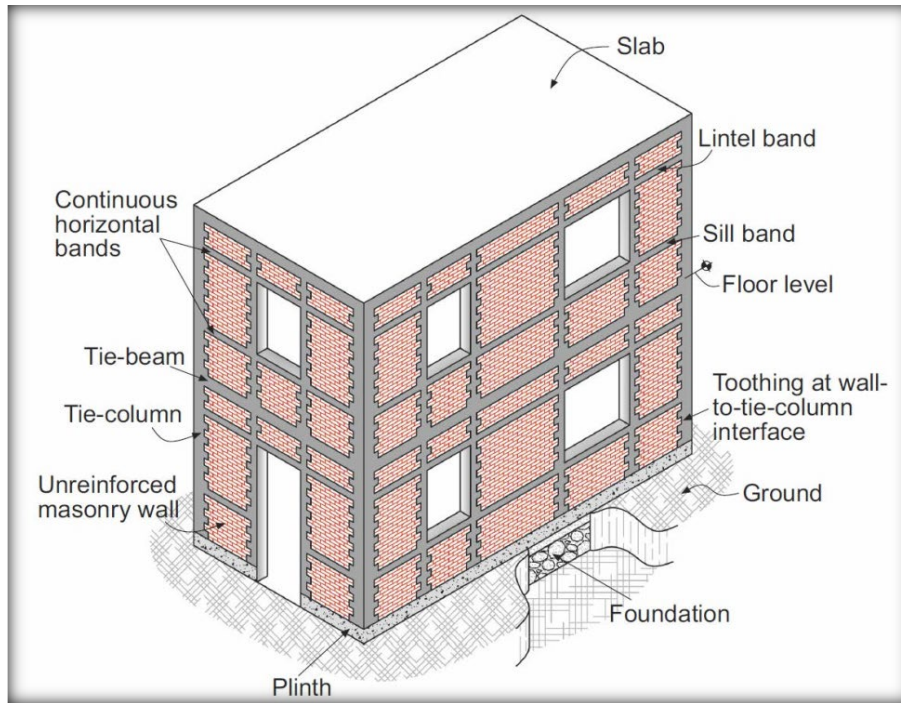 Slab
Lintel band
Continuous
horizontal
bands
Sill band
Floor level
Tie-beam
Toothing at wall-
to-tie-column
interface
Tie-column
Unreinforced
masonry wall
Ground
Foundation
Plinth